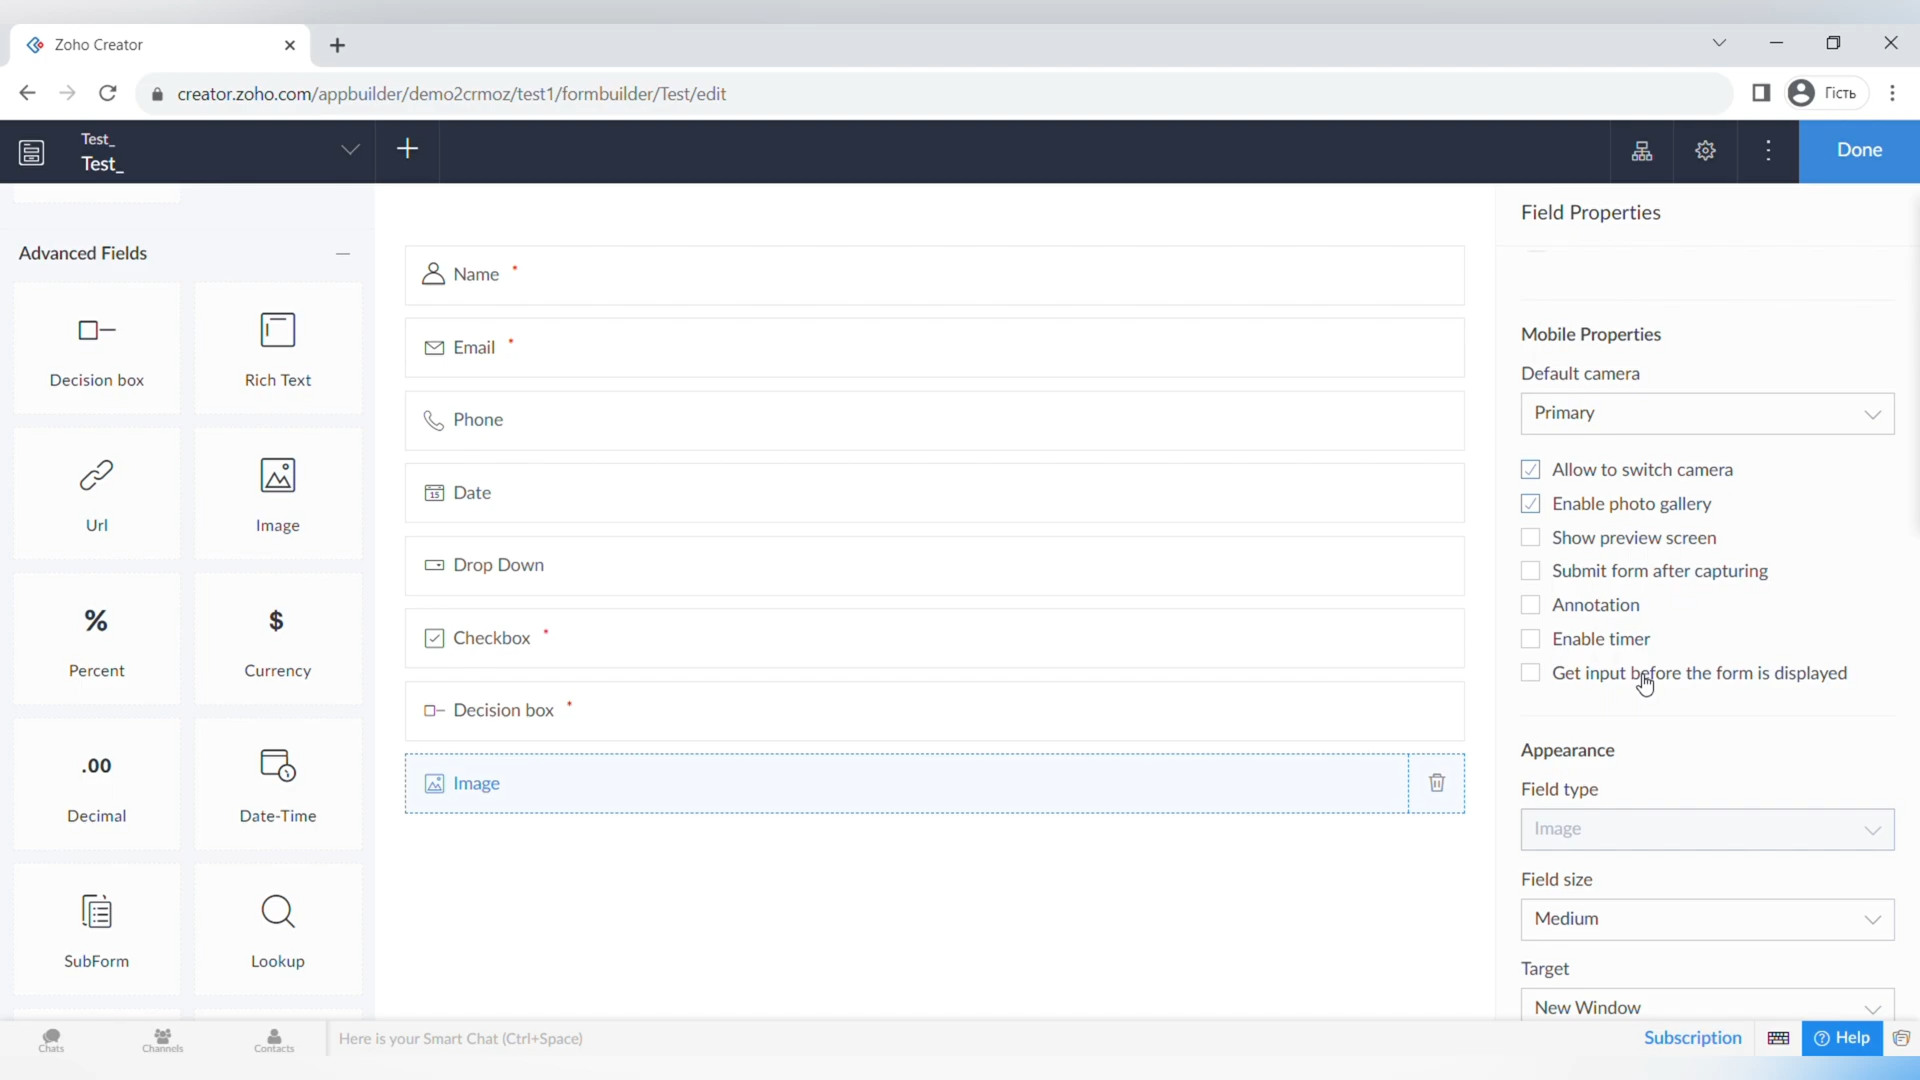 Zoho Creator
creator.zoho.com/appbuilder/demo2crmoz/test1/formbuilder/Test/edit
Гість
Test_
Test_
Done
Advanced Fields
Decision box
Rich Text
Url
Image
%
Percent
$
Currency
.00
Decimal
Date-Time
SubForm
Lookup
Name *
Email *
Phone
15 Date
Drop Down
Checkbox *
Decision box *
Image
Field Properties
Mobile Properties
Default camera
Primary
Allow to switch camera
Enable photo gallery
Show preview screen
Submit form after capturing
Annotation
Enable timer
Get input before the form is displayed
Appearance
Field type
Image
Field size
Medium
Target
New Window
Chats
Channels
Contacts
Here is your Smart Chat (Ctrl+Space)
Subscription
? Help